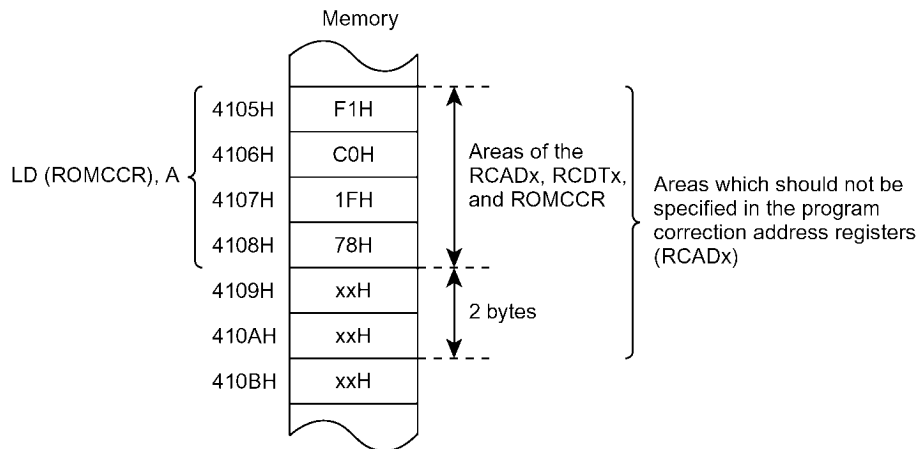 Memory
4105H F1H
4106H C0H
4107H 1FH
4108H 78H
4109H xxH
410AH xxH
410BH xxH
LD (ROMCCR), A
Areas of the
RCADx, RCDTx,
and ROMCCR
2 bytes
Areas which should not be
specified in the program
correction address registers
(RCADx)